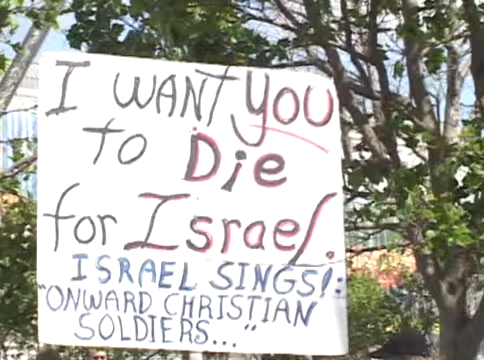 I WANT YOU
to Die
for Israel.
ISRAEL SINGS!:
"ONWARD CHRISTIAN
SOLDIERS..."